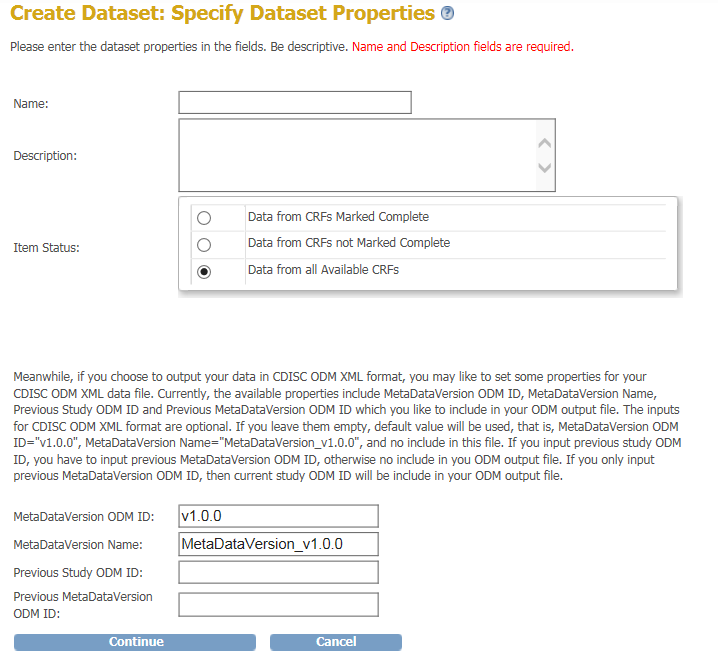 Create Dataset: Specify Dataset Properties ?
Please enter the dataset properties in the fields. Be descriptive. Name and Description fields are required.
Name:
Description:
Item Status:
Data from CRFs Marked Complete
Data from CRFs not Marked Complete
Data from all Available CRFs
Meanwhile, if you choose to output your data in CDISC ODM XML format, you may like to set some properties for your
CDISC ODM XML data file. Currently, the available properties include MetaDataVersion ODM ID, MetaDataVersion Name,
Previous Study ODM ID and Previous MetaDataVersion ODM ID which you like to include in your ODM output file. The inputs
for CDISC ODM XML format are optional. If you leave them empty, default value will be used, that is, MetaDataVersion ODM
ID="v1.0.0", MetaDataVersion Name="MetaDataVersion_v1.0.0", and no include in this file. If you input previous study ODM
ID, you have to input previous MetaDataVersion ODM ID, otherwise no include in you ODM output file. If you only input
previous MetaDataVersion ODM ID, then current study ODM ID will be include in your ODM output file.
MetaDataVersion ODM ID: v1.0.0
MetaDataVersion Name: MetaDataVersion_v1.0.0
Previous Study ODM ID:
Previous MetaDataVersion
ODM ID:
Continue Cancel